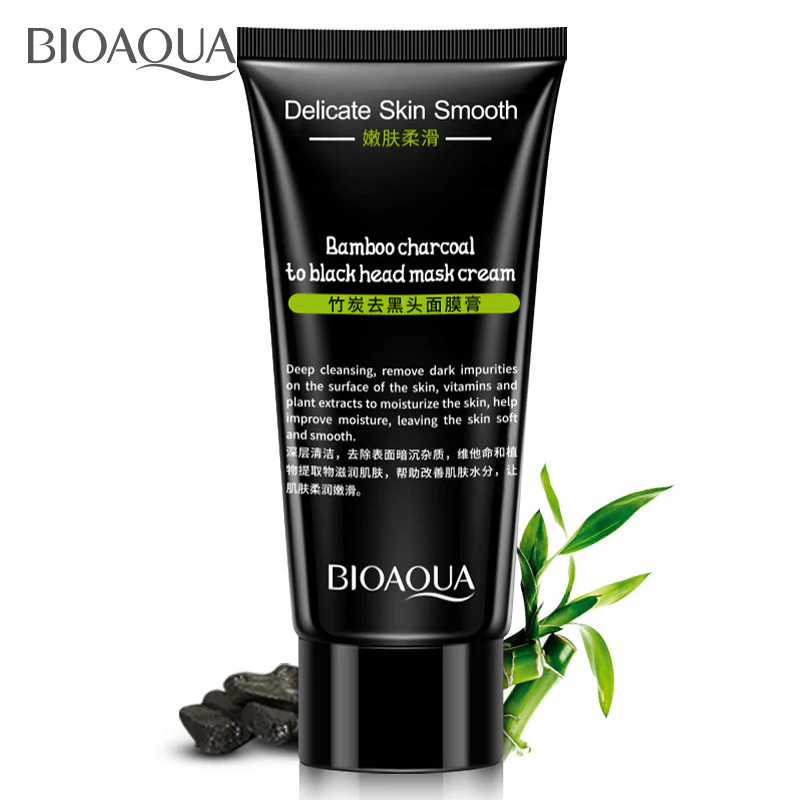 BIOAQUA
Delicate Skin Smooth
嫩肤柔滑
Bamboo charcoal
to black head mask cream
竹炭去黑头面膜膏
Deep cleansing, remove dark impurities
on the surface of the skin, vitamins and
plant extracts to moisturize the skin, help
improve moisture, leaving the skin soft
and smooth.
深层清洁，去除表面暗沉杂质，维他命和植
物提取物滋润肌肤，帮助改善肌肤水分，让
肌肤柔润嫩滑。
BIOAQUA